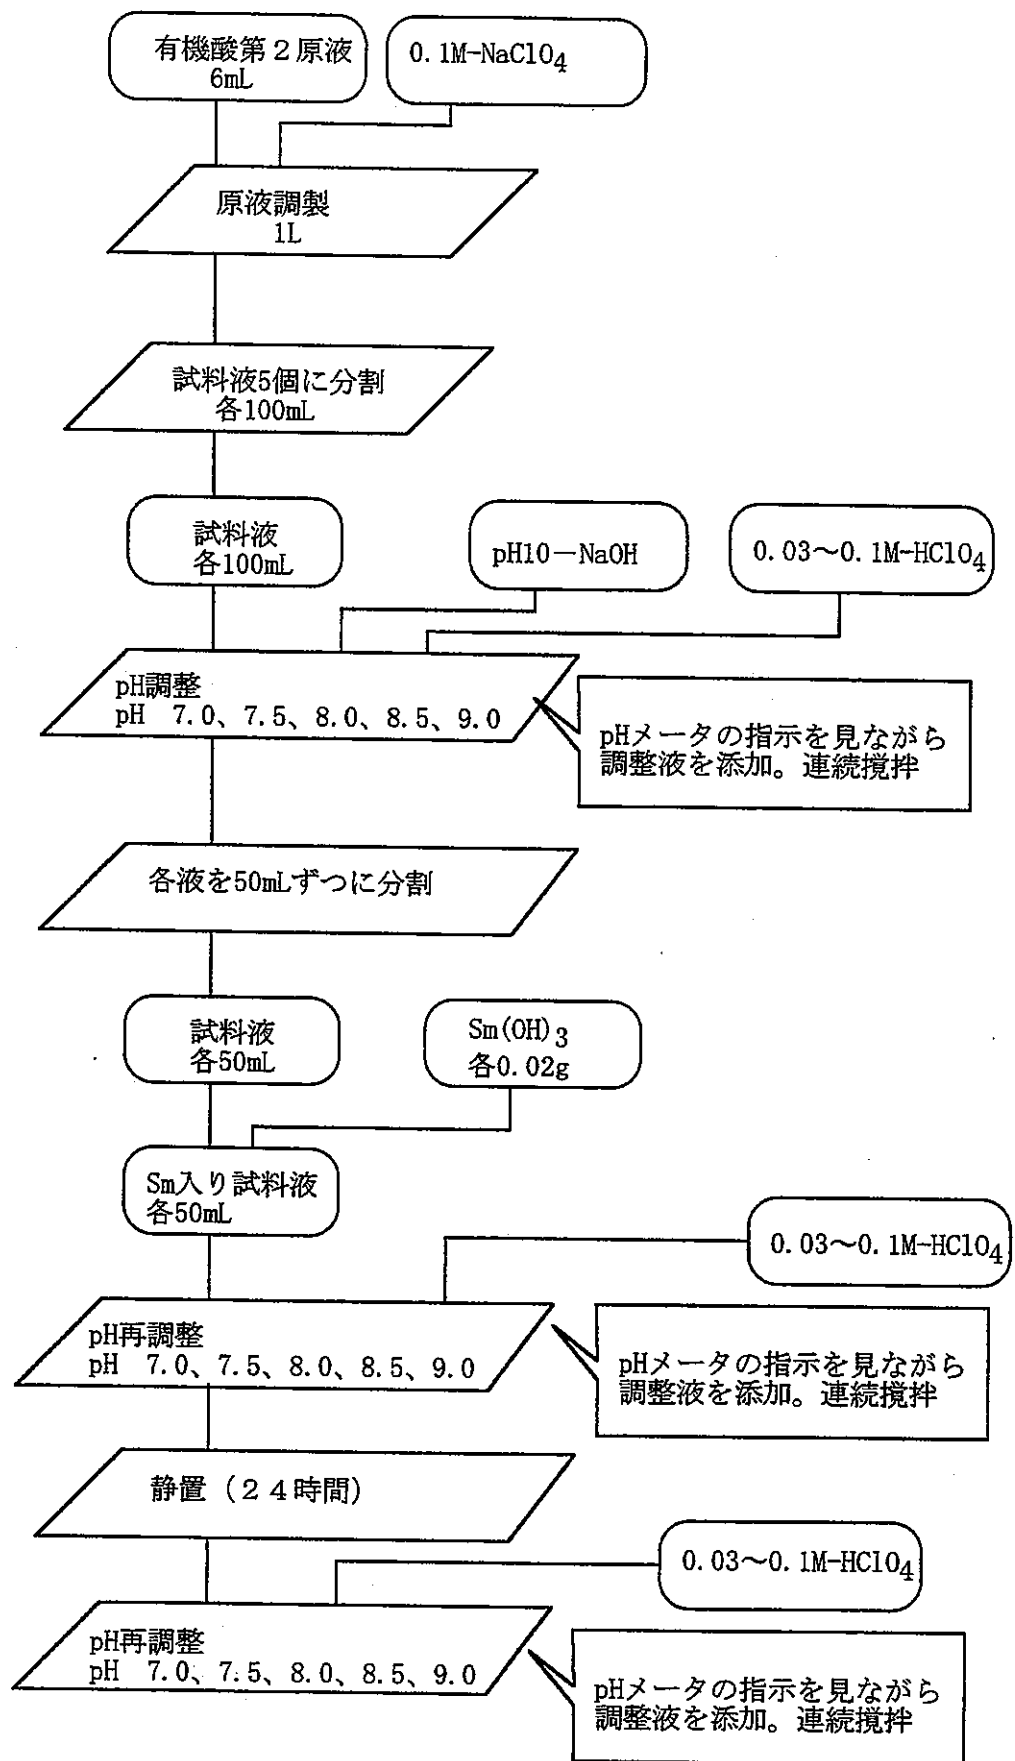 有機酸第2原液
6mL
0.1M-NaClO4
原液調製
1L
試料液5個に分割
各100mL
試料液
各100mL
pH10－NaOH
0.03～0.1M-HClO4
pH調整
pH 7.0、7.5、8.0、8.5、9.0
pHメータの指示を見ながら
調整液を添加。連続撹拌
各液を50mLずつに分割
試料液
各50mL
Sm(OH)3
各0.02g
Sm入り試料液
各50mL
0.03～0.1M-HClO4
pH再調整
pH 7.0、7.5、8.0、8.5、9.0
pHメータの指示を見ながら
調整液を添加。連続撹拌
静置（２４時間）
0.03～0.1M-HClO4
pH再調整
pH 7.0、7.5、8.0、8.5、9.0
pHメータの指示を見ながら
調整液を添加。連続撹拌